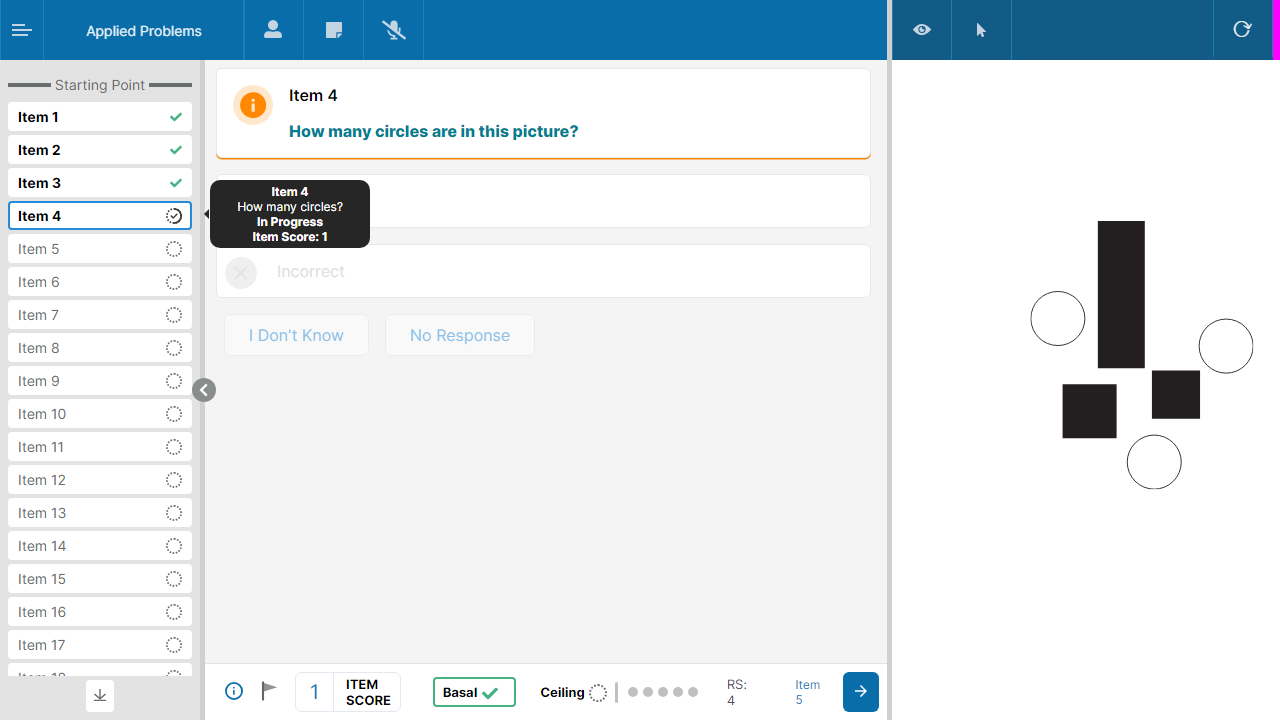 Applied Problems
Starting Point
Item 1
Item 2
Item 3
Item 4
Item 5
Item 6
Item 7
Item 8
Item 9
Item 10
Item 11
Item 12
Item 13
Item 14
Item 15
Item 16
Item 17
Item 18
Item 4
How many circles are in this picture?
Item 4
How many circles?
In Progress
Item Score: 1
Incorrect
I Don't Know
No Response
1
ITEM
SCORE
Basal
Ceiling
RS:
4
Item
5